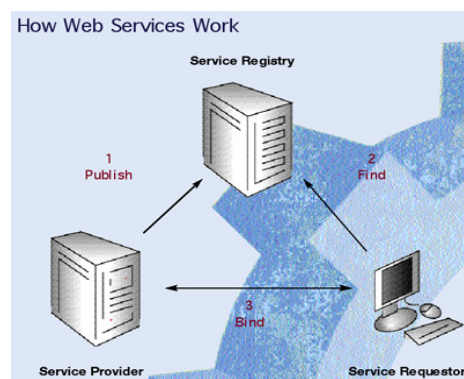 How Web Services Work
Service Registry
1
Publish
2
Find
3
Bind
Service Provider
Service Requestor